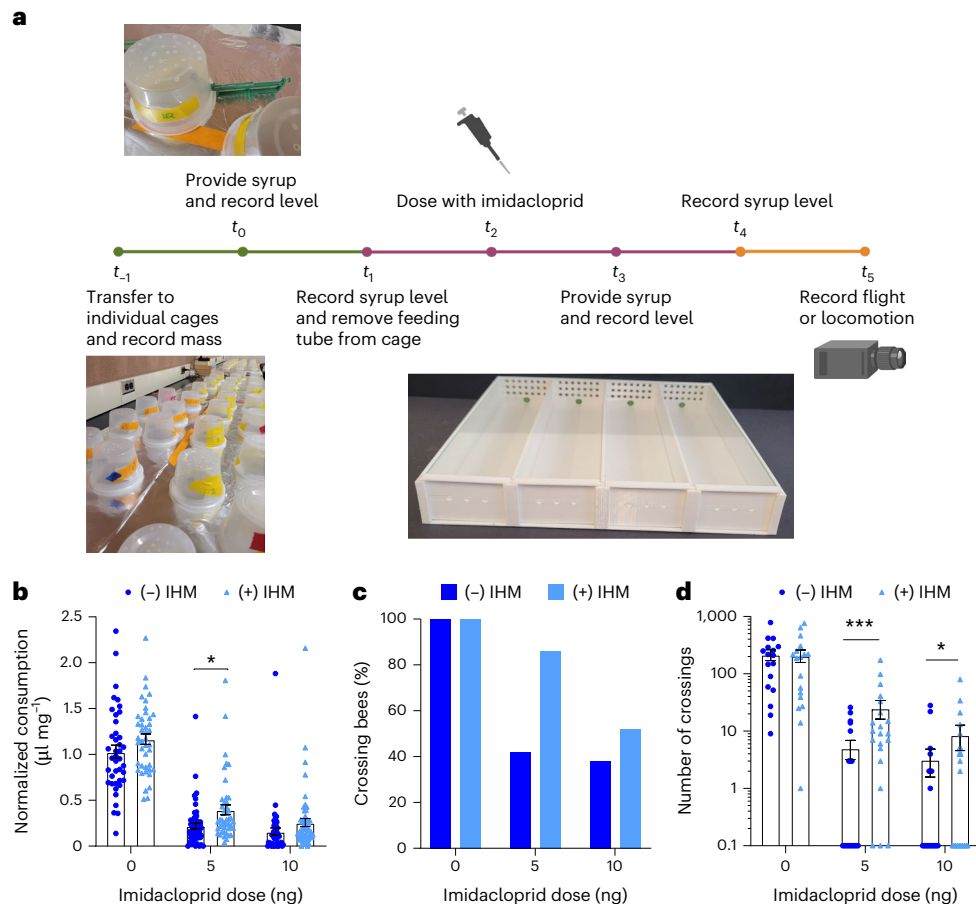 a
Provide syrup
and record level
t0
Dose with imidacloprid
t2
Record syrup level
t4
t−1
Transfer to
individual cages
and record mass
t1
Record syrup level
and remove feeding
tube from cage
t3
Provide syrup
and record level
t5
Record flight
or locomotion
b
(−) IHM
(+) IHM
Normalized consumption
(µl mg−1)
2.5
2.0
1.5
1.0
0.5
0
*
0
5
10
Imidacloprid dose (ng)
c
(−) IHM
(+) IHM
Crossing bees (%)
100
80
60
40
20
0
0
5
10
Imidacloprid dose (ng)
d
(−) IHM
(+) IHM
Number of crossings
1,000
100
10
1
0.1
***
*
0
5
10
Imidacloprid dose (ng)